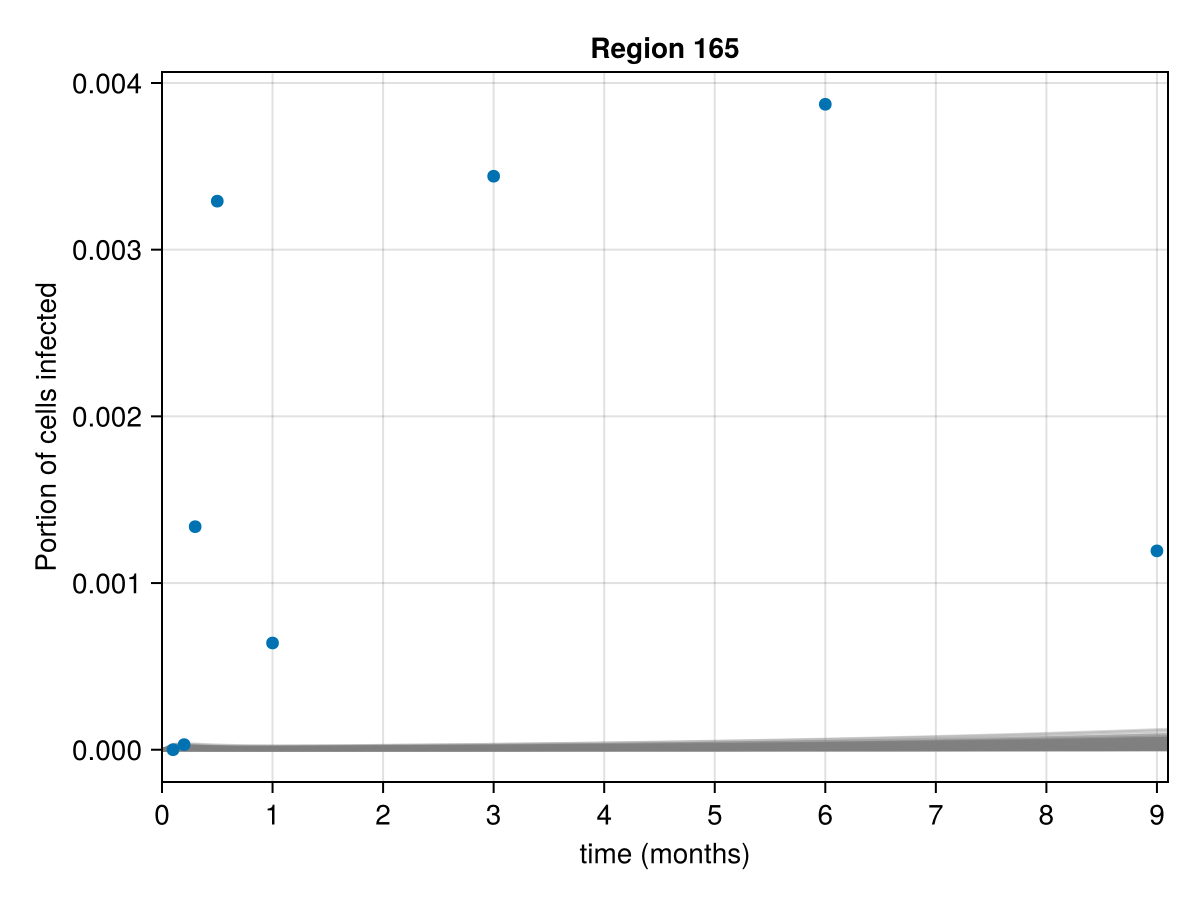 Region 165
0.004
0.003
0.002
0.001
0.000
Portion of cells infected
0 1 2 3 4 5 6 7 8 9
time (months)